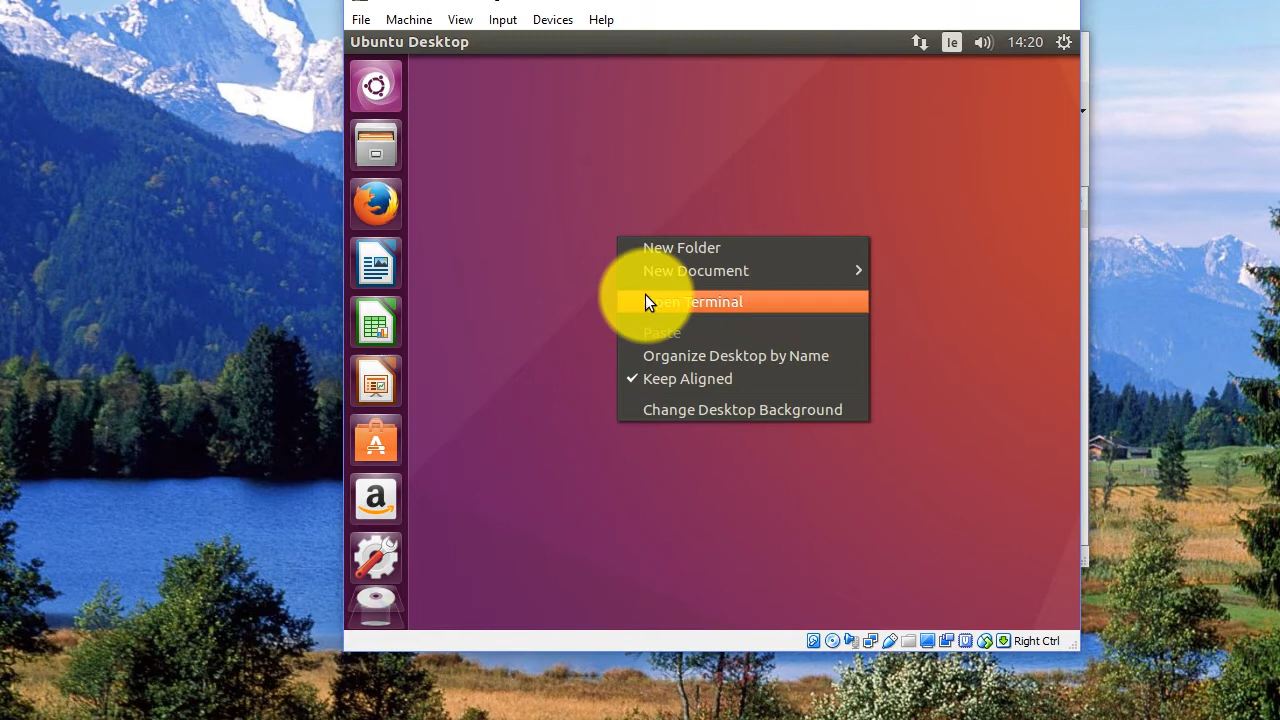 File Machine View Input Devices Help
Ubuntu Desktop Ie 14:20
New Folder
New Document
Open Terminal
Paste
Organize Desktop by Name
Keep Aligned
Change Desktop Background
Right Ctrl